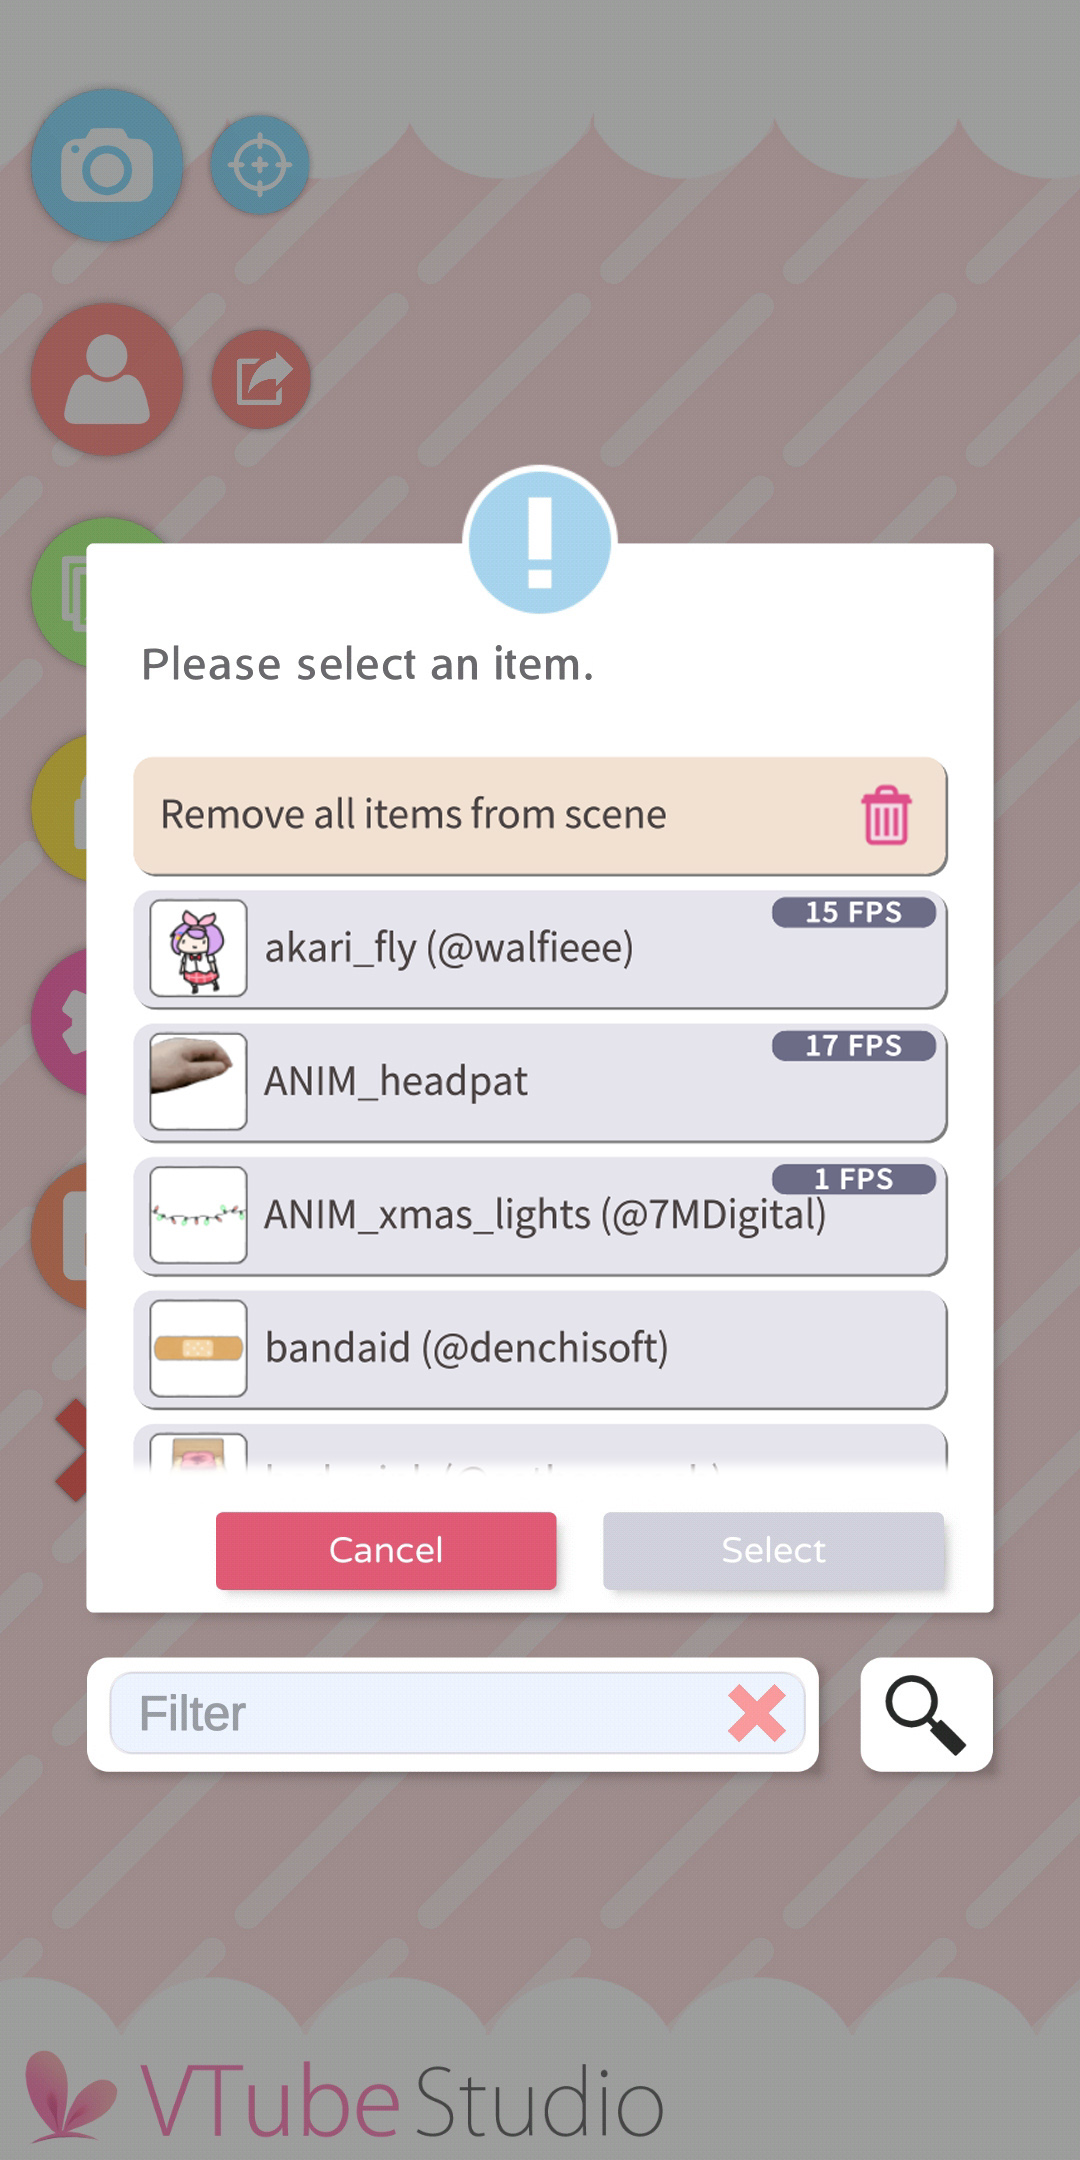 Please select an item.
Remove all items from scene
15 FPS
akari_fly (@walfieee)
17 FPS
ANIM_headpat
1 FPS
ANIM_xmas_lights (@7MDigital)
bandaid (@denchisoft)
Cancel
Select
Filter
VTube Studio